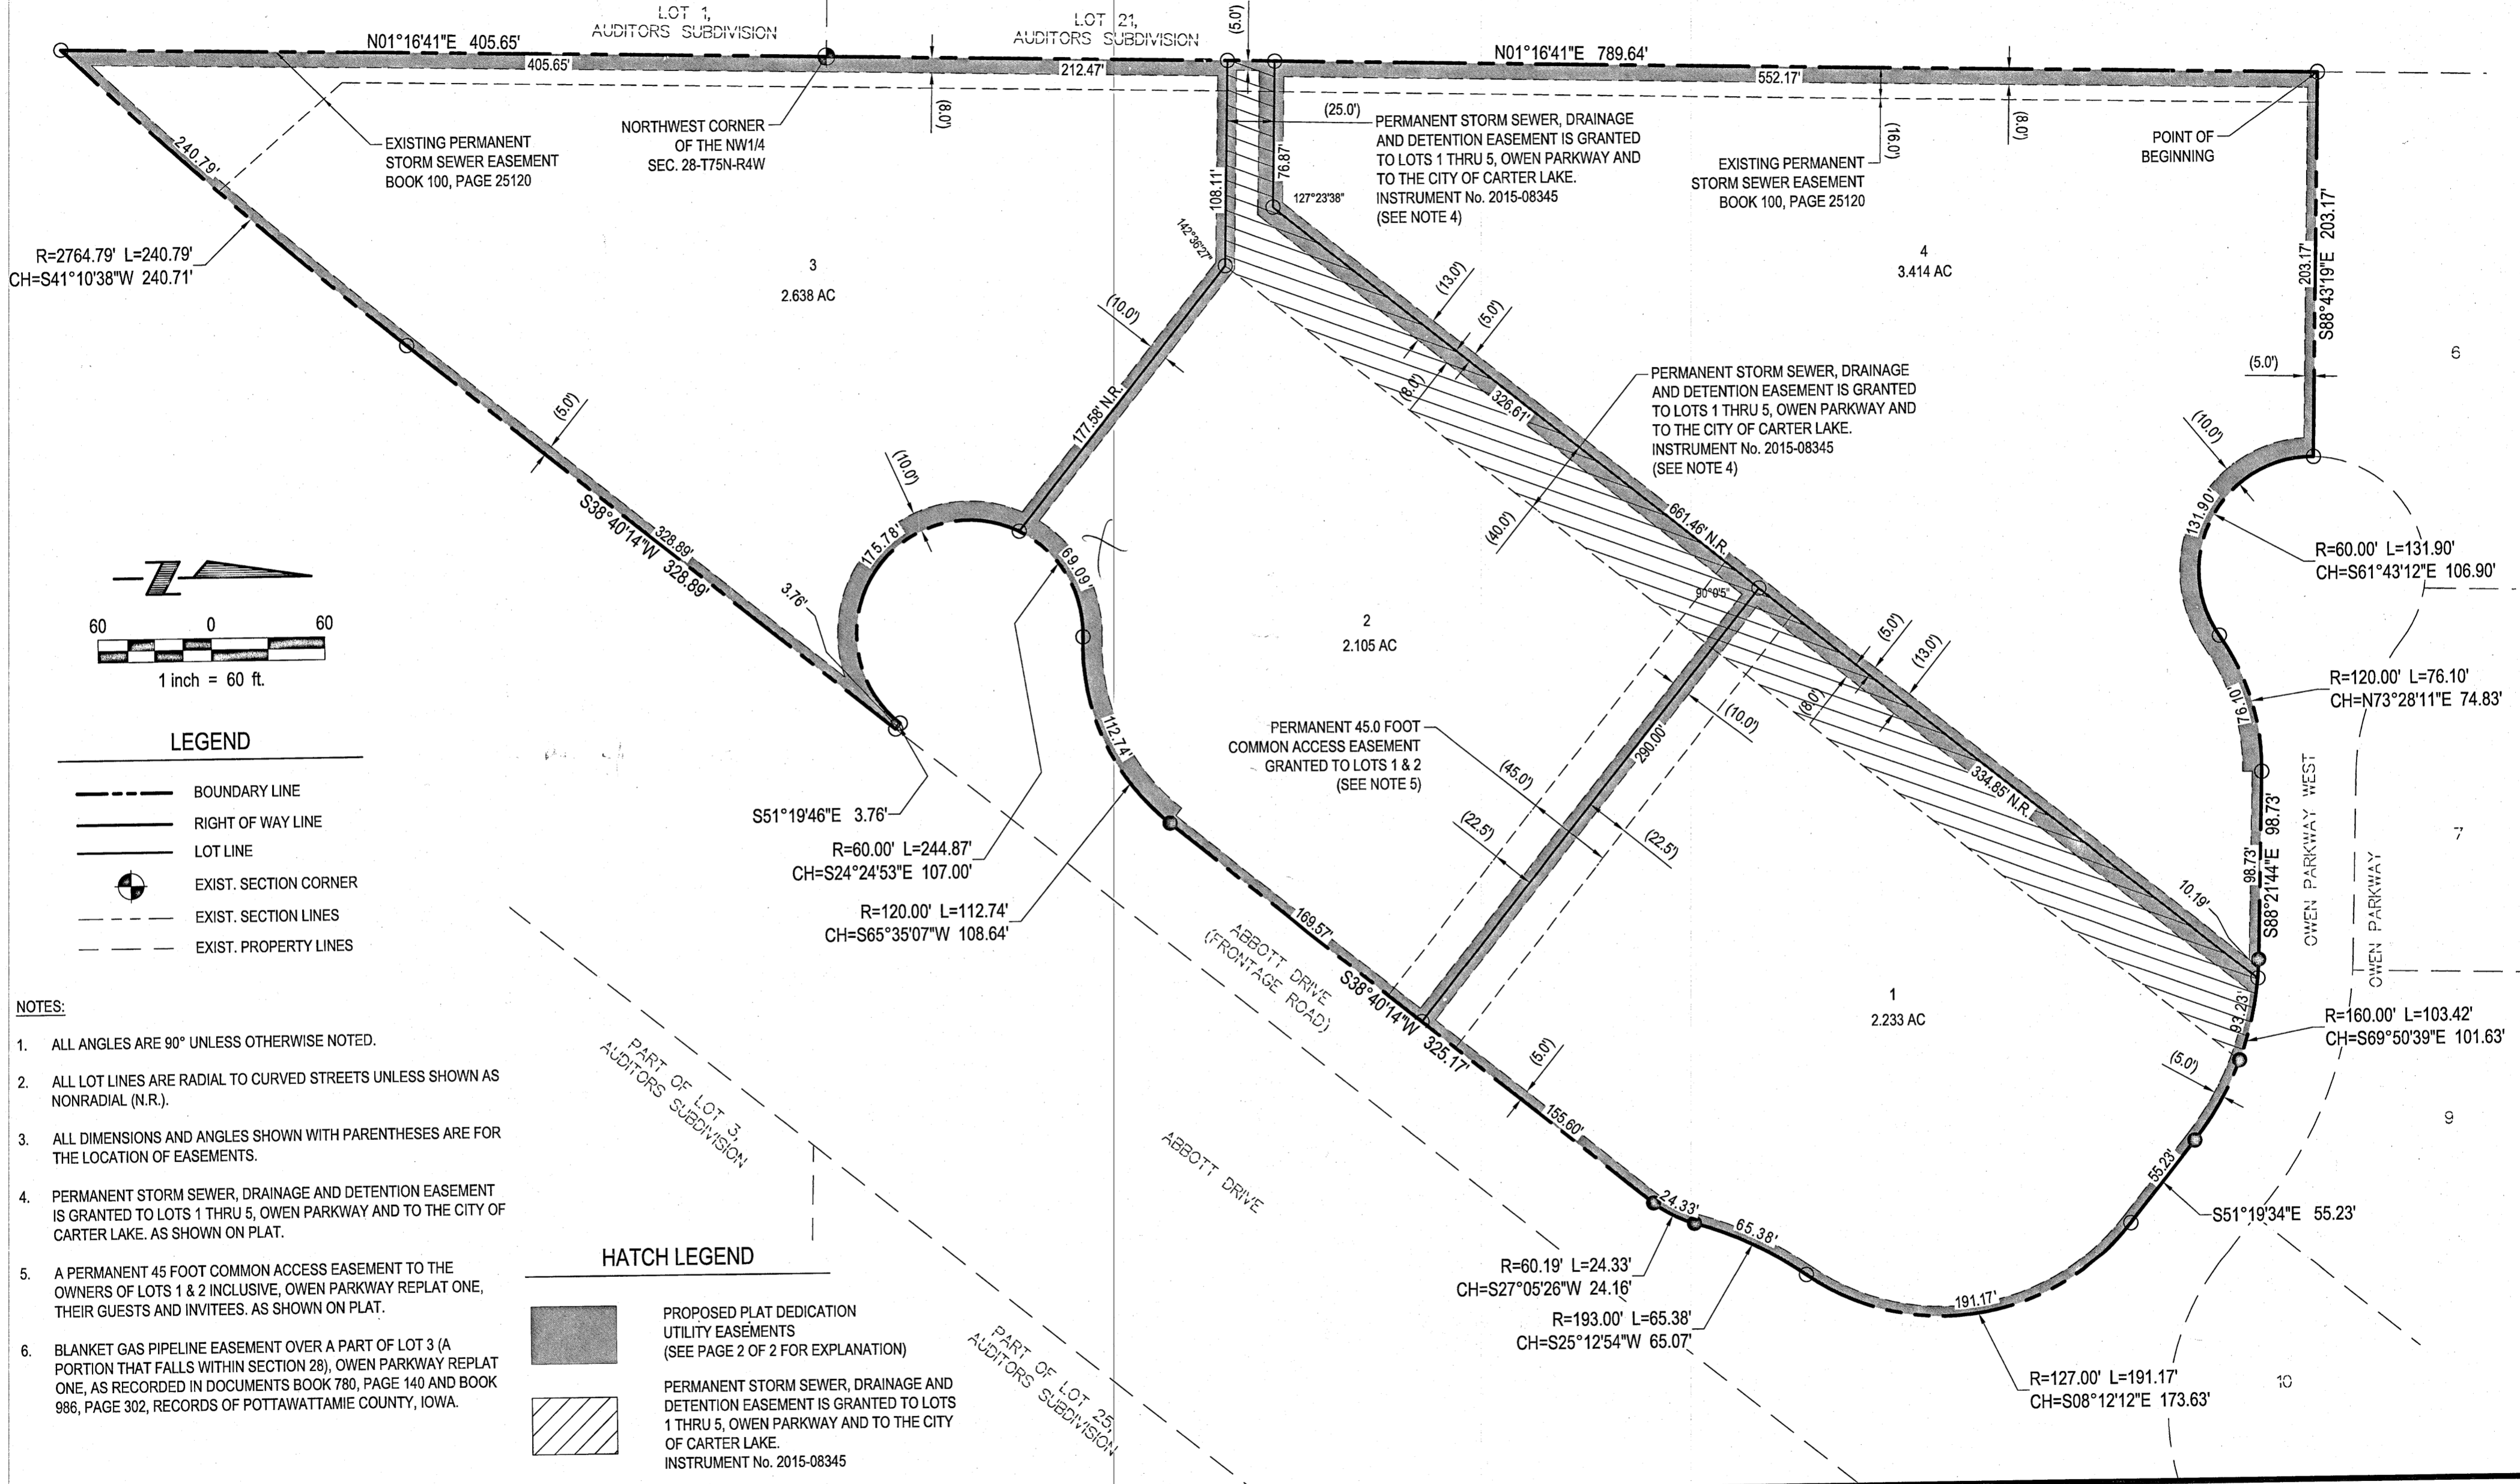 LOT 1,
AUDITORS SUBDIVISION
LOT 21,
AUDITORS SUBDIVISION
N01°16'41"E 405.65'
405.65'
212.47'
(5.0')
N01°16'41"E 789.64'
552.17'
(8.0')
(25.0')
(16.0')
(8.0')
EXISTING PERMANENT
STORM SEWER EASEMENT
BOOK 100, PAGE 25120
NORTHWEST CORNER
OF THE NW1/4
SEC. 28-T75N-R4W
PERMANENT STORM SEWER, DRAINAGE
AND DETENTION EASEMENT IS GRANTED
TO LOTS 1 THRU 5, OWEN PARKWAY AND
TO THE CITY OF CARTER LAKE.
INSTRUMENT No. 2015-08345
(SEE NOTE 4)
EXISTING PERMANENT
STORM SEWER EASEMENT
BOOK 100, PAGE 25120
POINT OF
BEGINNING
240.79'
108.11'
76.87'
127°23'38"
142°36'27"
R=2764.79' L=240.79'
CH=S41°10'38"W 240.71'
3
2.638 AC
4
3.414 AC
203.17'
S88°43'19"E 203.17'
6
(5.0')
(10.0')
(13.0')
(5.0')
(8.0')
326.61'
PERMANENT STORM SEWER, DRAINAGE
AND DETENTION EASEMENT IS GRANTED
TO LOTS 1 THRU 5, OWEN PARKWAY AND
TO THE CITY OF CARTER LAKE.
INSTRUMENT No. 2015-08345
(SEE NOTE 4)
(5.0')
177.58' N.R.
(10.0')
(10.0')
131.90'
S38°40'14"W 328.89'
328.89'
175.78'
69.09'
(40.0')
661.46' N.R.
R=60.00' L=131.90'
CH=S61°43'12"E 106.90'
3.76'
90°0'5"
60 0 60
1 inch = 60 ft.
2
2.105 AC
(5.0')
(13.0')
(8.0')
76.10'
R=120.00' L=76.10'
CH=N73°28'11"E 74.83'
112.74'
PERMANENT 45.0 FOOT
COMMON ACCESS EASEMENT
GRANTED TO LOTS 1 & 2
(SEE NOTE 5)
(10.0')
290.00'
(45.0')
(22.5')
(22.5')
334.85' N.R.
98.73'
S88°21'44"E 98.73'
OWEN PARKWAY WEST
OWEN PARKWAY
7
LEGEND
BOUNDARY LINE
RIGHT OF WAY LINE
LOT LINE
EXIST. SECTION CORNER
EXIST. SECTION LINES
EXIST. PROPERTY LINES
S51°19'46"E 3.76'
R=60.00' L=244.87'
CH=S24°24'53"E 107.00'
R=120.00' L=112.74'
CH=S65°35'07"W 108.64'
169.57'
ABBOTT DRIVE
(FRONTAGE ROAD)
S38°40'14"W 325.17'
10.19'
1
2.233 AC
93.23'
R=160.00' L=103.42'
CH=S69°50'39"E 101.63'
(5.0')
(5.0')
155.60'
9
NOTES:
1. ALL ANGLES ARE 90° UNLESS OTHERWISE NOTED.
2. ALL LOT LINES ARE RADIAL TO CURVED STREETS UNLESS SHOWN AS
NONRADIAL (N.R.).
3. ALL DIMENSIONS AND ANGLES SHOWN WITH PARENTHESES ARE FOR
THE LOCATION OF EASEMENTS.
4. PERMANENT STORM SEWER, DRAINAGE AND DETENTION EASEMENT
IS GRANTED TO LOTS 1 THRU 5, OWEN PARKWAY AND TO THE CITY OF
CARTER LAKE. AS SHOWN ON PLAT.
5. A PERMANENT 45 FOOT COMMON ACCESS EASEMENT TO THE
OWNERS OF LOTS 1 & 2 INCLUSIVE, OWEN PARKWAY REPLAT ONE,
THEIR GUESTS AND INVITEES. AS SHOWN ON PLAT.
6. BLANKET GAS PIPELINE EASEMENT OVER A PART OF LOT 3 (A
PORTION THAT FALLS WITHIN SECTION 28), OWEN PARKWAY REPLAT
ONE, AS RECORDED IN DOCUMENTS BOOK 780, PAGE 140 AND BOOK
986, PAGE 302, RECORDS OF POTTAWATTAMIE COUNTY, IOWA.
PART OF LOT 3,
AUDITORS SUBDIVISION
ABBOTT DRIVE
24.33'
65.38'
55.23'
S51°19'34"E 55.23'
191.17'
R=60.19' L=24.33'
CH=S27°05'26"W 24.16'
R=193.00' L=65.38'
CH=S25°12'54"W 65.07'
R=127.00' L=191.17'
CH=S08°12'12"E 173.63'
10
HATCH LEGEND
PROPOSED PLAT DEDICATION
UTILITY EASEMENTS
(SEE PAGE 2 OF 2 FOR EXPLANATION)
PERMANENT STORM SEWER, DRAINAGE AND
DETENTION EASEMENT IS GRANTED TO LOTS
1 THRU 5, OWEN PARKWAY AND TO THE CITY
OF CARTER LAKE.
INSTRUMENT No. 2015-08345
PART OF LOT 25,
AUDITORS SUBDIVISION